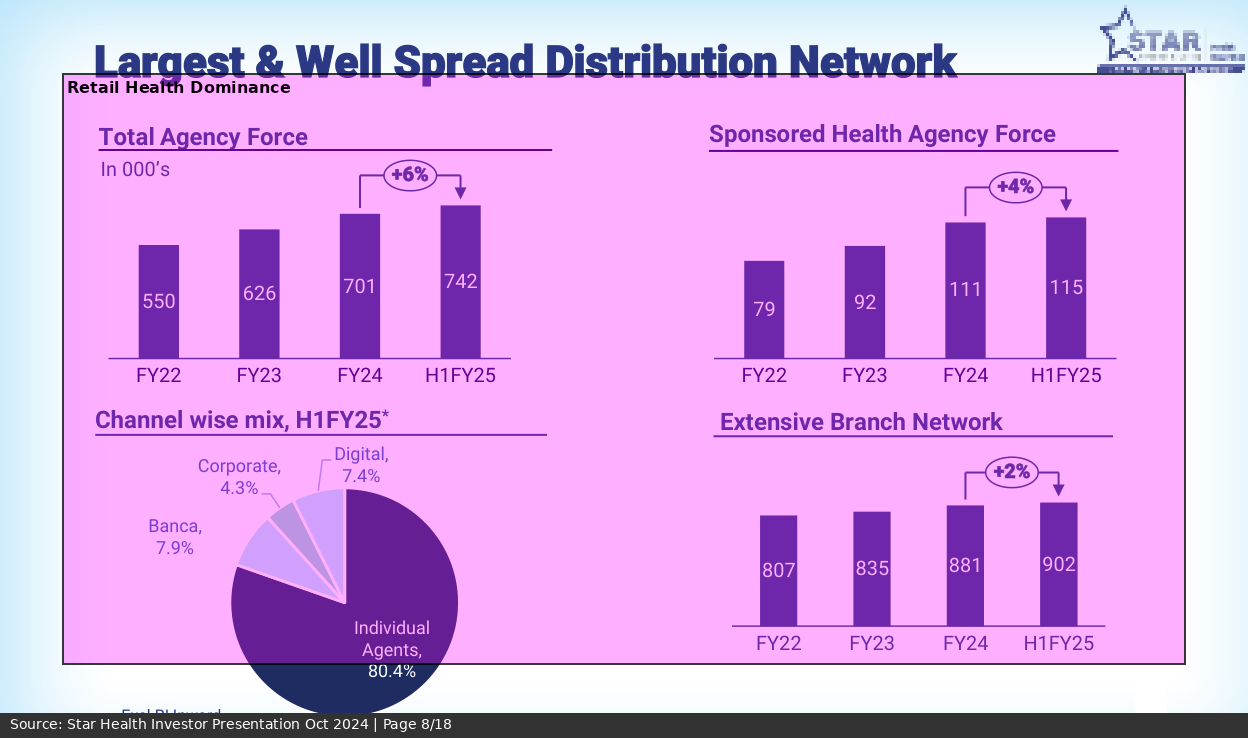 Largest & Well Spread Distribution Network
STAR
Retail Health Dominance
Total Agency Force
In 000's
+6%
550
626
701
742
FY22
FY23
FY24
H1FY25
Sponsored Health Agency Force
+4%
79
92
111
115
FY22
FY23
FY24
H1FY25
Channel wise mix, H1FY25*
Digital,
7.4%
Corporate,
4.3%
Banca,
7.9%
Individual
Agents,
80.4%
Extensive Branch Network
+2%
807
835
881
902
FY22
FY23
FY24
H1FY25
Source: Star Health Investor Presentation Oct 2024 | Page 8/18